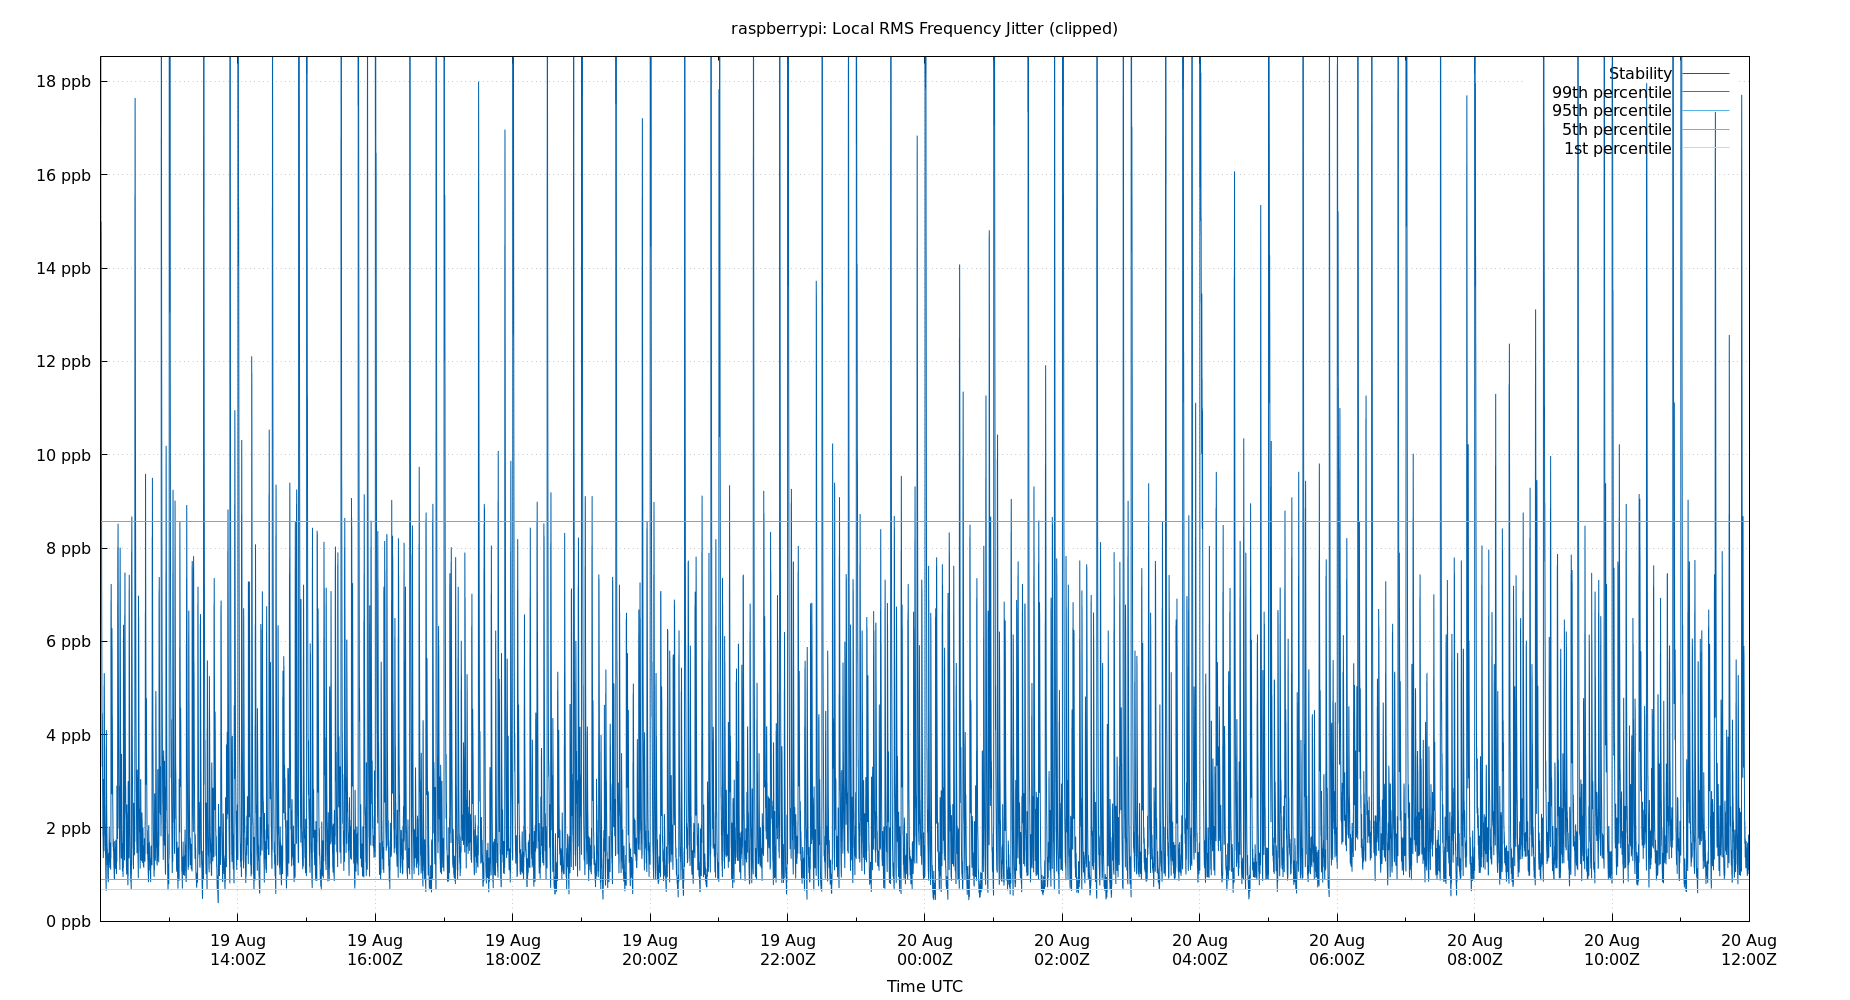 raspberrypi: Local RMS Frequency Jitter (clipped)
18 ppb
16 ppb
14 ppb
12 ppb
10 ppb
8 ppb
6 ppb
4 ppb
2 ppb
0 ppb
Stability
99th percentile
95th percentile
5th percentile
1st percentile
19 Aug 19 Aug 19 Aug 19 Aug 19 Aug 20 Aug 20 Aug 20 Aug 20 Aug 20 Aug 20 Aug 20 Aug
14:00Z 16:00Z 18:00Z 20:00Z 22:00Z 00:00Z 02:00Z 04:00Z 06:00Z 08:00Z 10:00Z 12:00Z
Time UTC